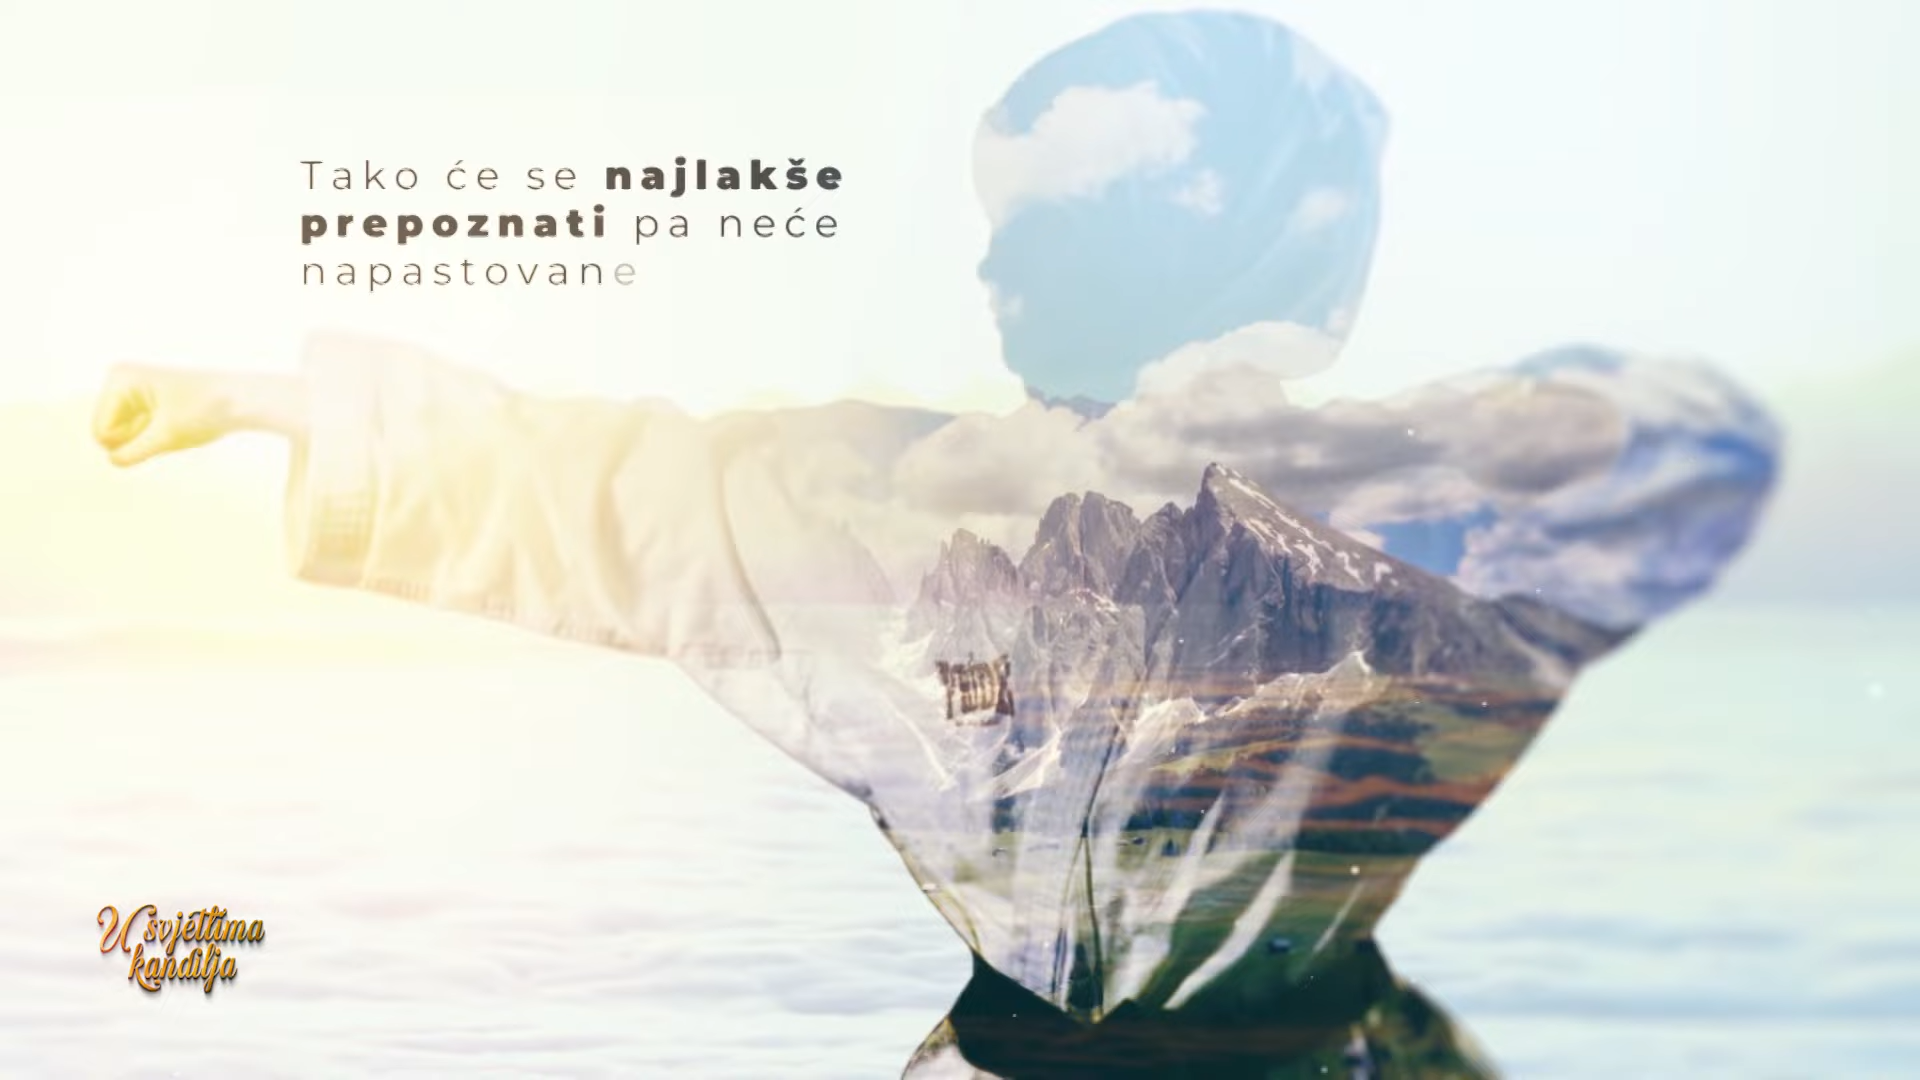 Tako će se najlakše
prepoznati pa neće
napastovane
U svjetlima
kandilja